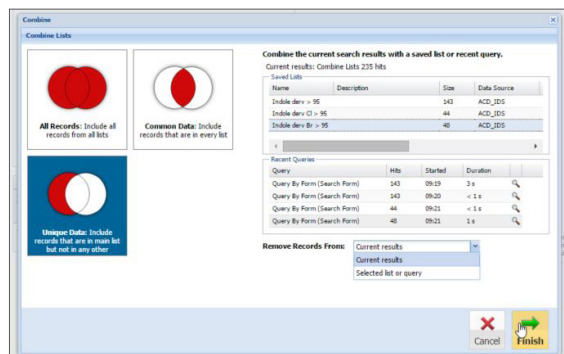 Combine
Combine Lists
All Records: Include all
records from all lists
Common Data: Include
records that are in every list
Unique Data: Include
records that are in main list
but not in any other
Combine the current search results with a saved list or recent query.
Current results: Combine Lists 235 hits
Saved Lists
Name Description Size Data Source
Indole derv > 95 143 ACD_IDS
Indole derv Cl > 95 44 ACD_IDS
Indole derv Br > 95 48 ACD_IDS
Recent Queries
Query Hits Started Duration
Query By Form (Search Form) 143 09:19 3 s
Query By Form (Search Form) 143 09:20 < 1 s
Query By Form (Search Form) 44 09:21 < 1 s
Query By Form (Search Form) 48 09:21 1 s
Remove Records From: Current results
Current results
Selected list or query
Cancel Finish